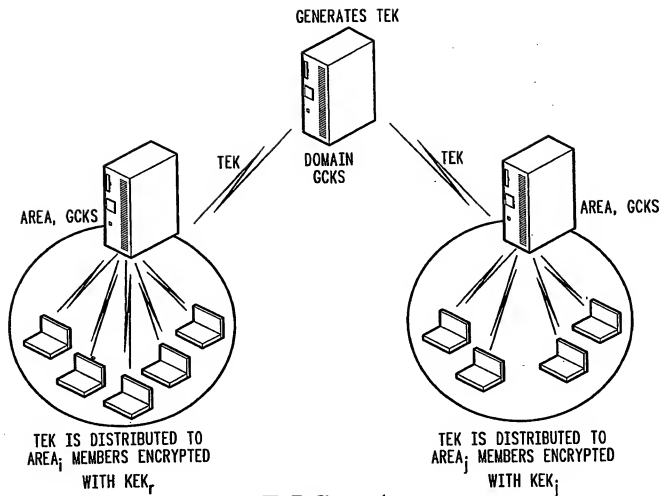 GENERATES TEK
DOMAIN
GCKS
TEK
TEK
AREA, GCKS
AREA, GCKS
TEK IS DISTRIBUTED TO
AREAi MEMBERS ENCRYPTED
WITH KEKr
TEK IS DISTRIBUTED TO
AREAj MEMBERS ENCRYPTED
WITH KEKj